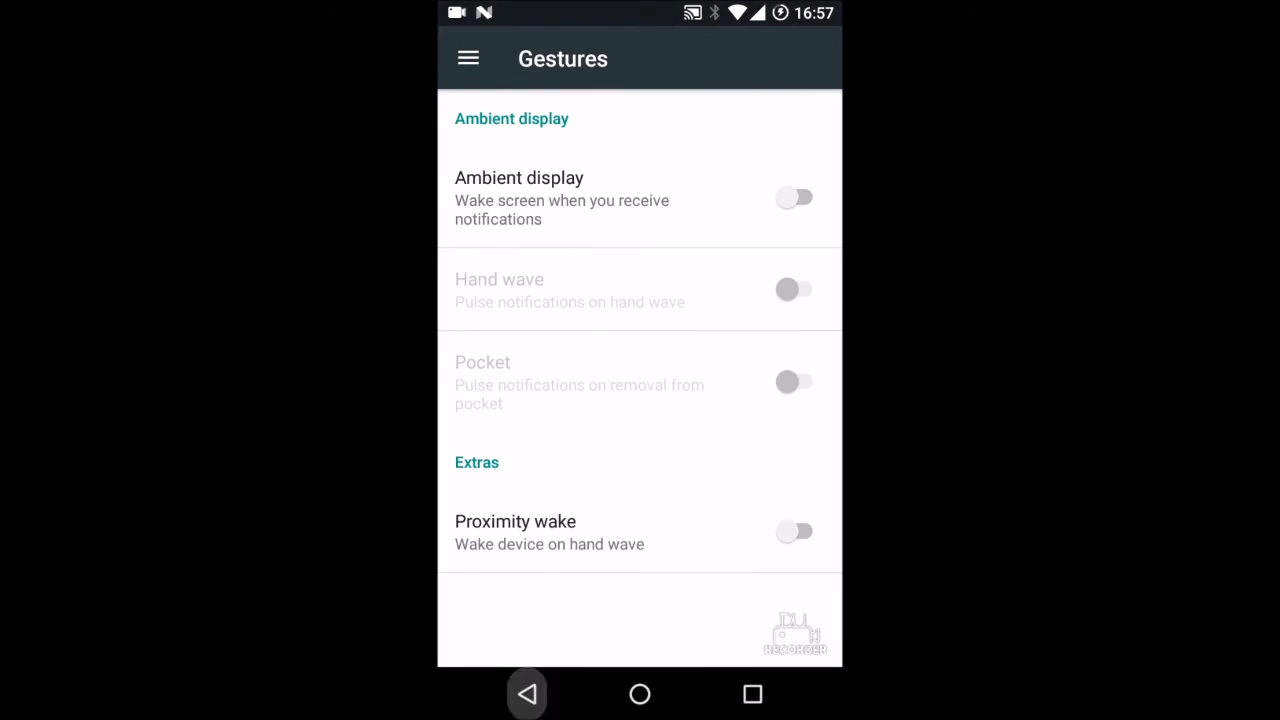 16:57
Gestures
Ambient display
Ambient display
Wake screen when you receive
notifications
Hand wave
Pulse notifications on hand wave
Pocket
Pulse notifications on removal from
pocket
Extras
Proximity wake
Wake device on hand wave
DU
RECORDER